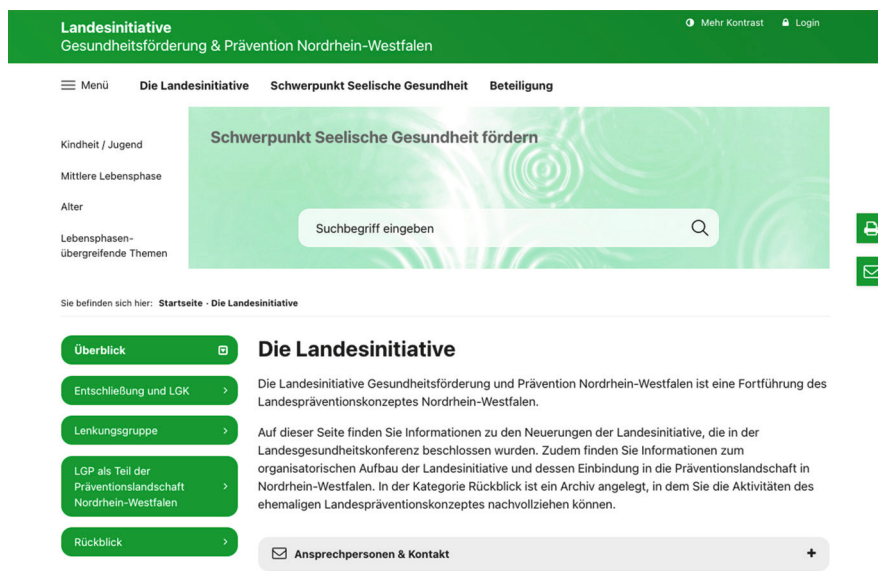 Landesinitiative
Gesundheitsförderung & Prävention Nordrhein-Westfalen
Mehr Kontrast
Login
Menü
Die Landesinitiative
Schwerpunkt Seelische Gesundheit
Beteiligung
Kindheit / Jugend
Mittlere Lebensphase
Alter
Lebensphasen-
übergreifende Themen
Schwerpunkt Seelische Gesundheit fördern
Suchbegriff eingeben
Sie befinden sich hier: Startseite · Die Landesinitiative
Überblick
Entschließung und LGK
Lenkungsgruppe
LGP als Teil der
Präventionslandschaft
Nordrhein-Westfalen
Rückblick
Die Landesinitiative
Die Landesinitiative Gesundheitsförderung und Prävention Nordrhein-Westfalen ist eine Fortführung des
Landespräventionskonzeptes Nordrhein-Westfalen.
Auf dieser Seite finden Sie Informationen zu den Neuerungen der Landesinitiative, die in der
Landesgesundheitskonferenz beschlossen wurden. Zudem finden Sie Informationen zum
organisatorischen Aufbau der Landesinitiative und dessen Einbindung in die Präventionslandschaft in
Nordrhein-Westfalen. In der Kategorie Rückblick ist ein Archiv angelegt, in dem Sie die Aktivitäten des
ehemaligen Landespräventionskonzeptes nachvollziehen können.
Ansprechpersonen & Kontakt